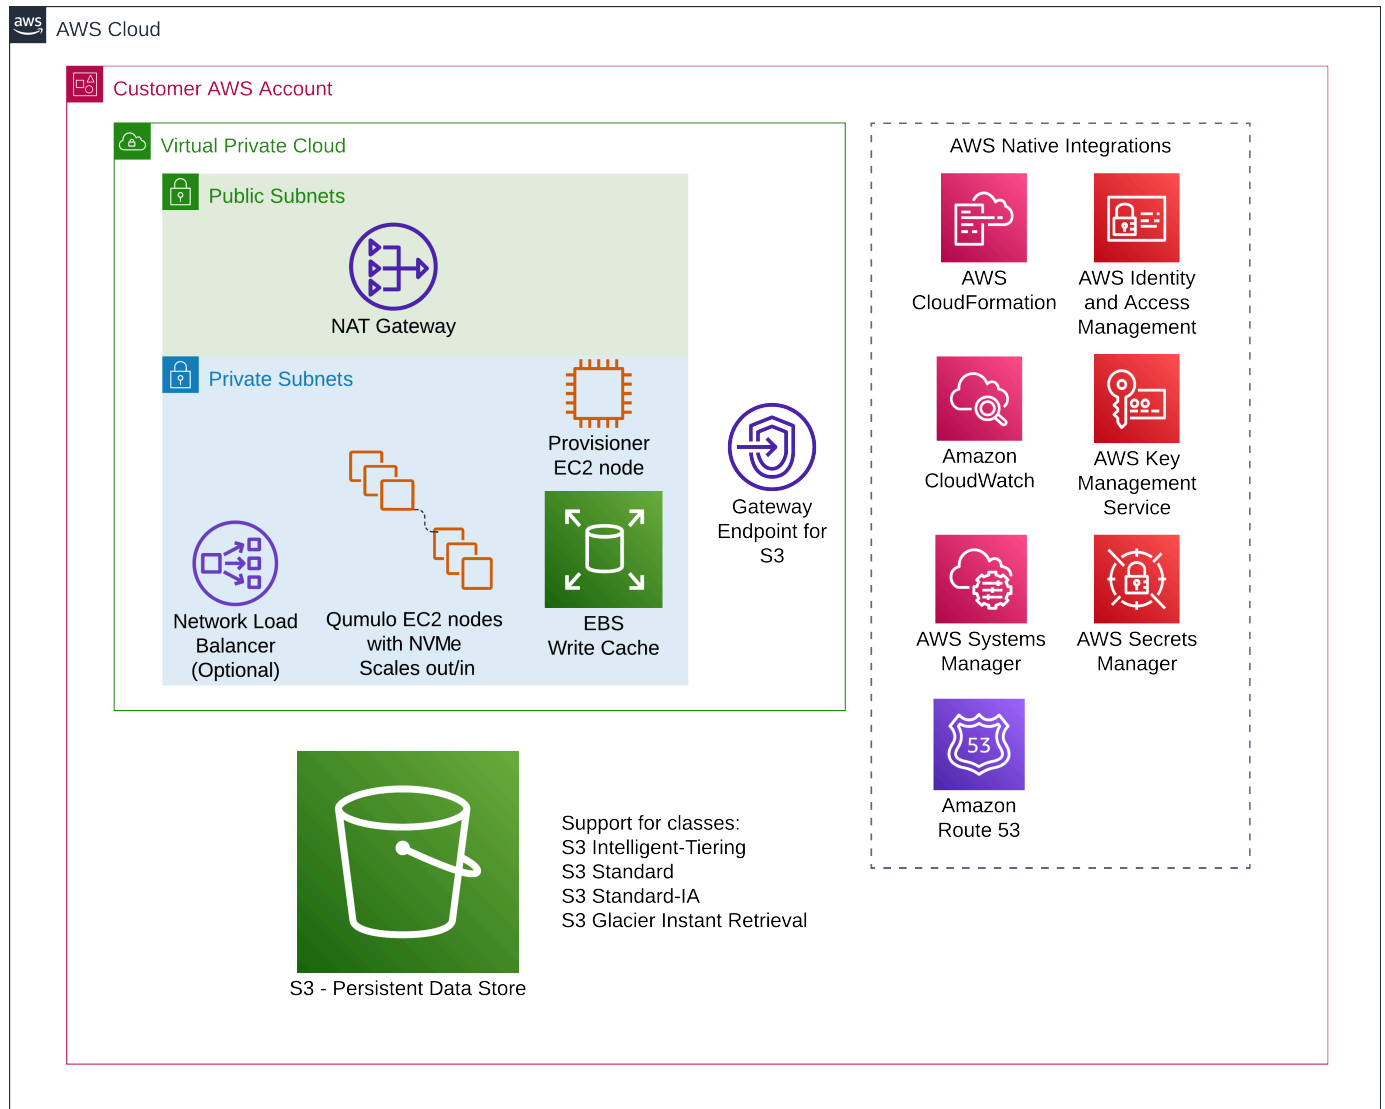 aws
AWS Cloud
Customer AWS Account
Virtual Private Cloud
Public Subnets
NAT Gateway
Private Subnets
Provisioner
EC2 node
Network Load
Balancer
(Optional)
Qumulo EC2 nodes
with NVMe
Scales out/in
EBS
Write Cache
Gateway
Endpoint for
S3
AWS Native Integrations
AWS
CloudFormation
AWS Identity
and Access
Management
Amazon
CloudWatch
AWS Key
Management
Service
AWS Systems
Manager
AWS Secrets
Manager
53
Amazon
Route 53
S3 - Persistent Data Store
Support for classes:
S3 Intelligent-Tiering
S3 Standard
S3 Standard-IA
S3 Glacier Instant Retrieval